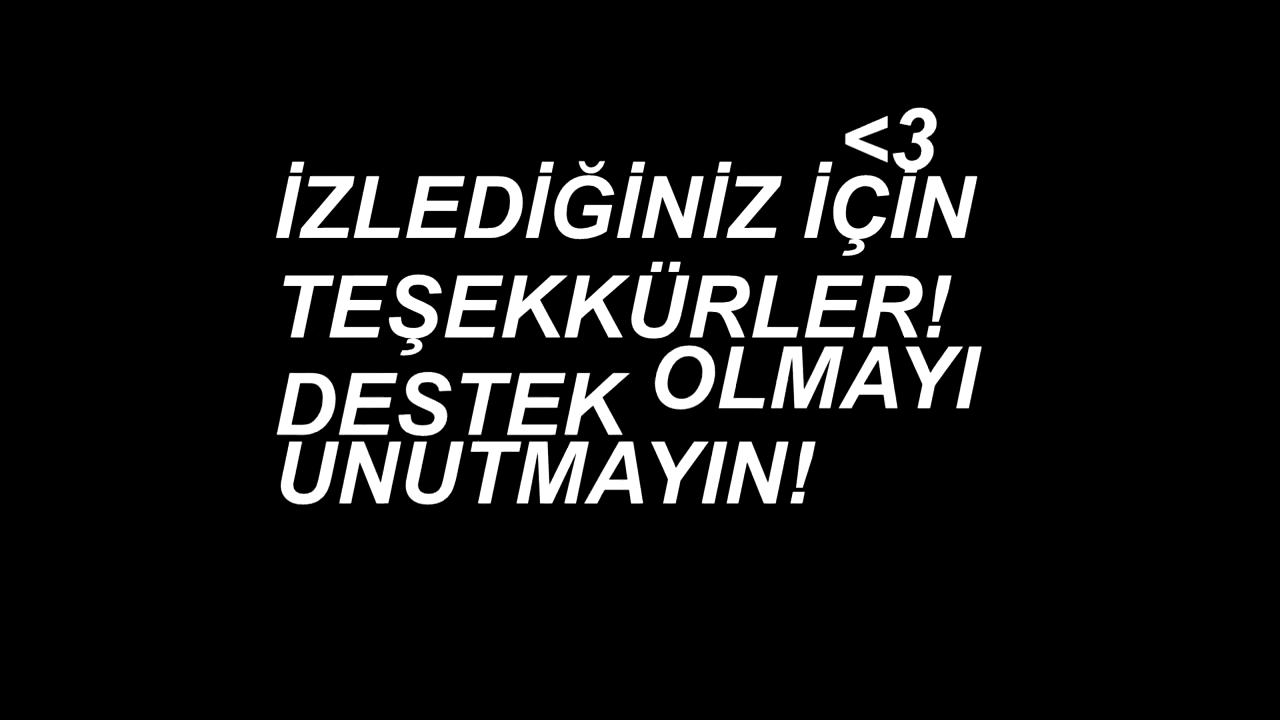 <3
İZLEDİĞİNİZ İÇİN
TEŞEKKÜRLER!
DESTEK OLMAYI
UNUTMAYIN!